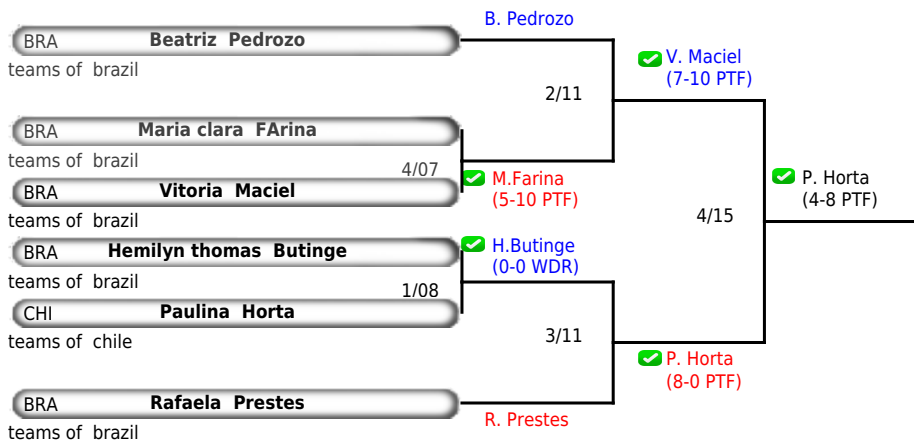 B. Pedrozo
BRA Beatriz Pedrozo
teams of brazil
V. Maciel
(7-10 PTF)
2/11
BRA Maria clara FArina
teams of brazil
4/07
M.Farina
(5-10 PTF)
BRA Vitoria Maciel
teams of brazil
P. Horta
(4-8 PTF)
4/15
BRA Hemilyn thomas Butinge
teams of brazil
H.Butinge
(0-0 WDR)
1/08
CHI Paulina Horta
teams of chile
3/11
P. Horta
(8-0 PTF)
BRA Rafaela Prestes
teams of brazil
R. Prestes